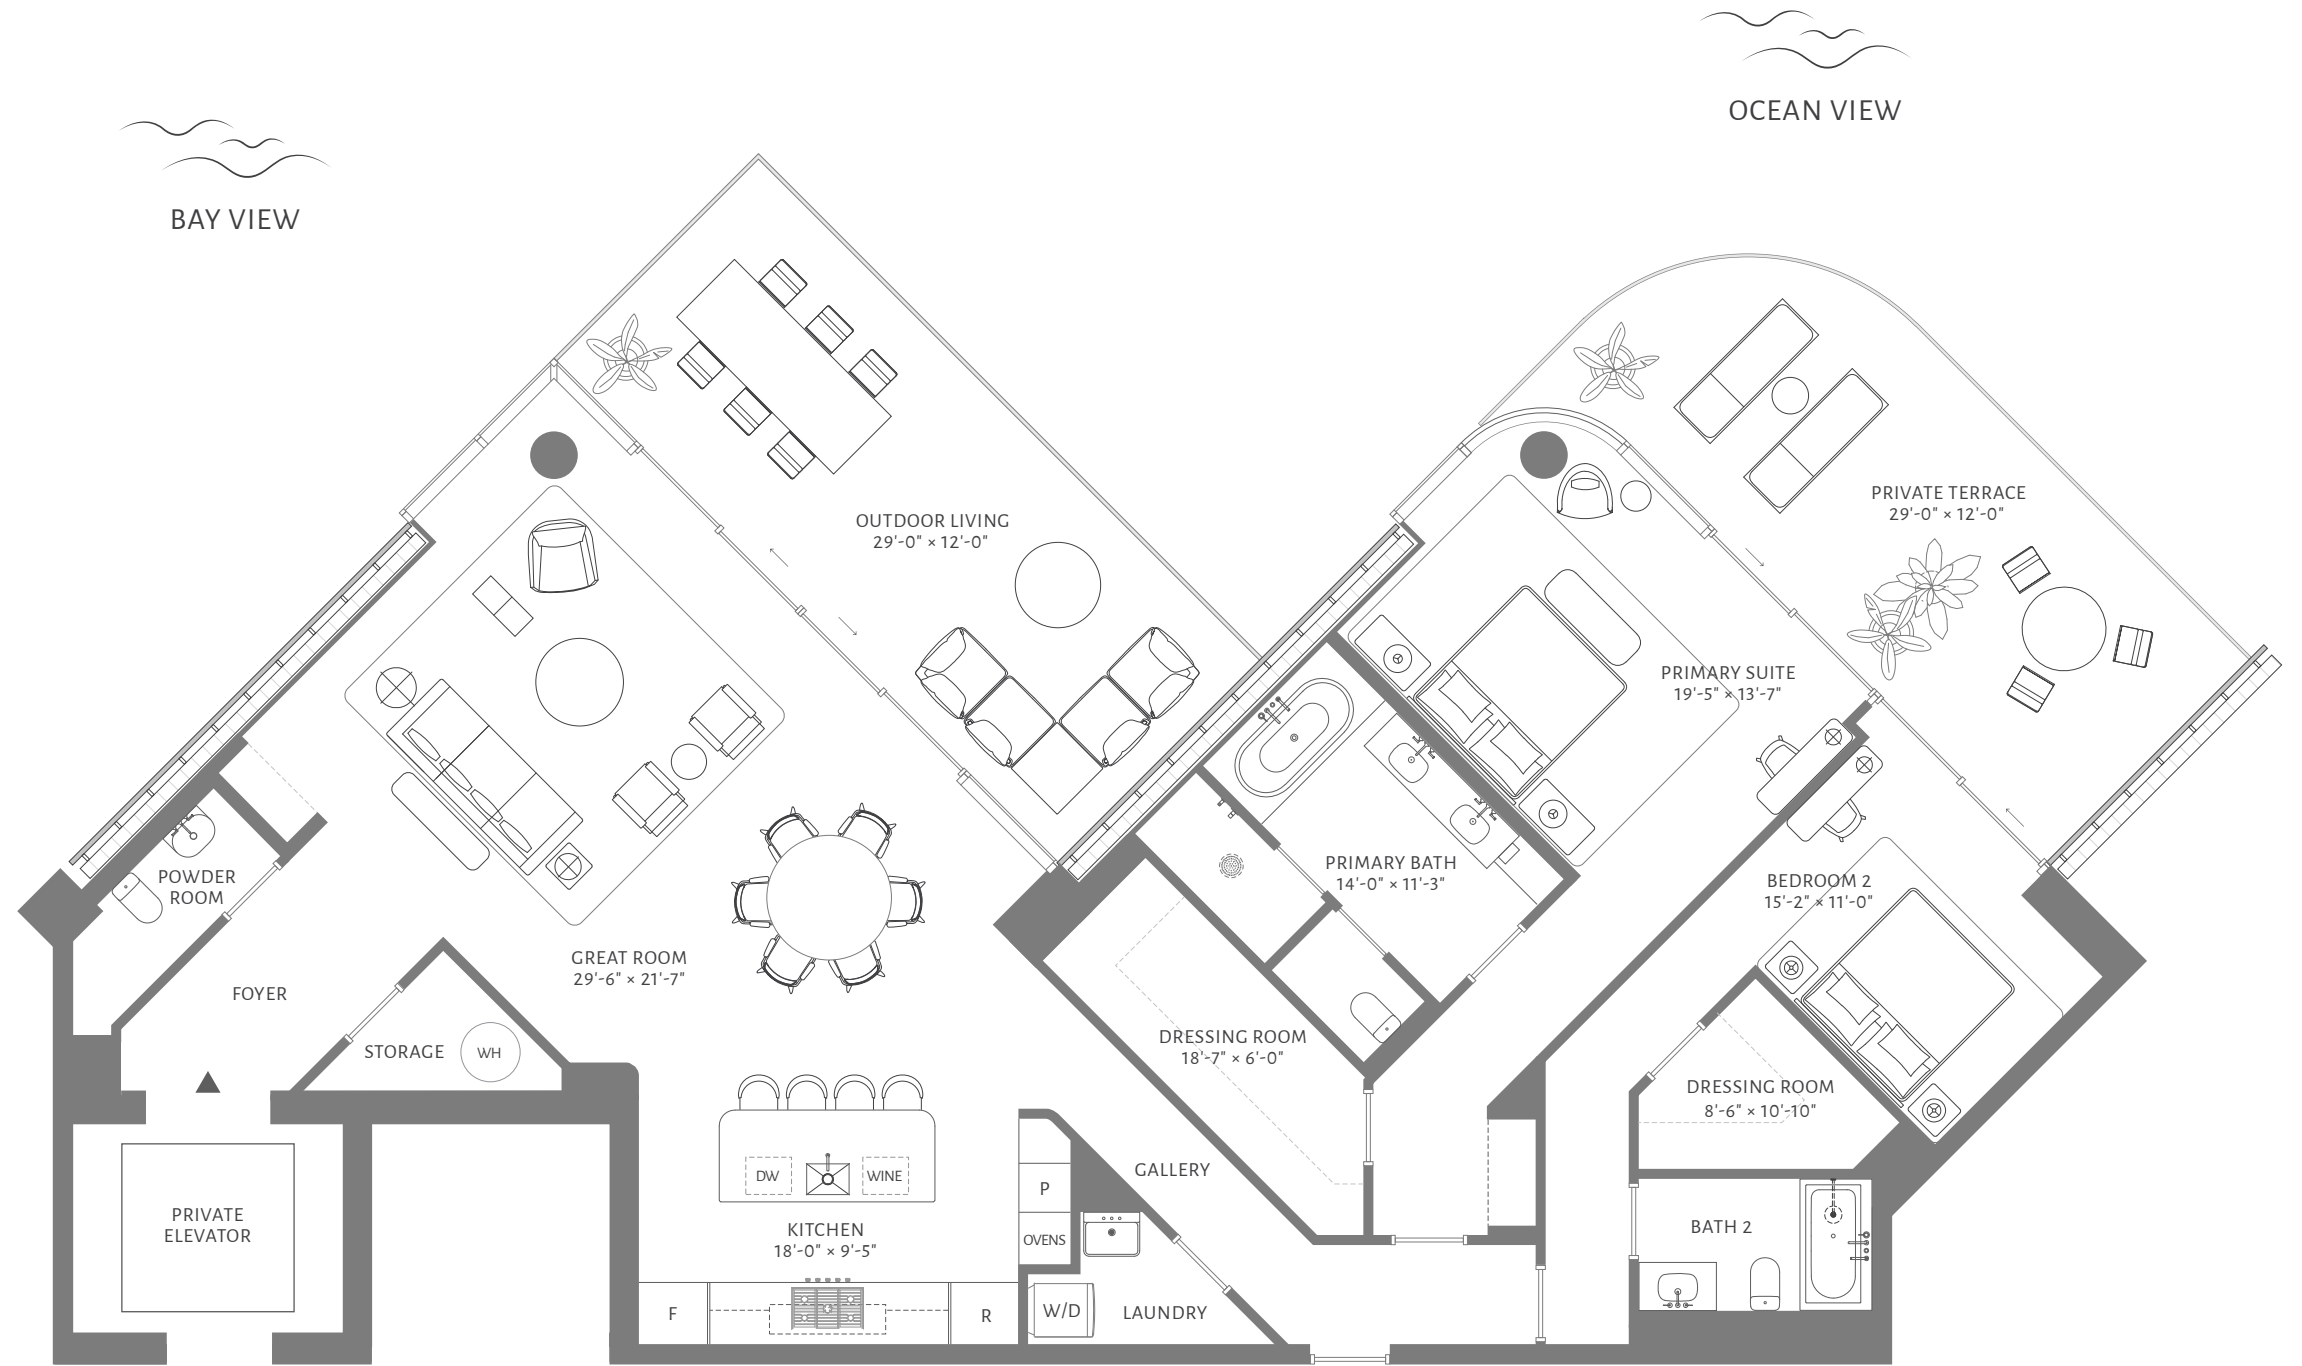 OCEAN VIEW
BAY VIEW
PRIVATE TERRACE
29'-0" × 12'-0"
OUTDOOR LIVING
29'-0" × 12'-0"
PRIMARY SUITE
19'-5" × 13'-7"
PRIMARY BATH
14'-0" × 11'-3"
BEDROOM 2
15'-2" × 11'-0"
POWDER
ROOM
GREAT ROOM
29'-6" × 21'-7"
FOYER
STORAGE
WH
DRESSING ROOM
18'-7" × 6'-0"
DRESSING ROOM
8'-6" × 10'-10"
GALLERY
DW
WINE
P
PRIVATE
ELEVATOR
KITCHEN
18'-0" × 9'-5"
OVENS
BATH 2
F
R
W/D
LAUNDRY